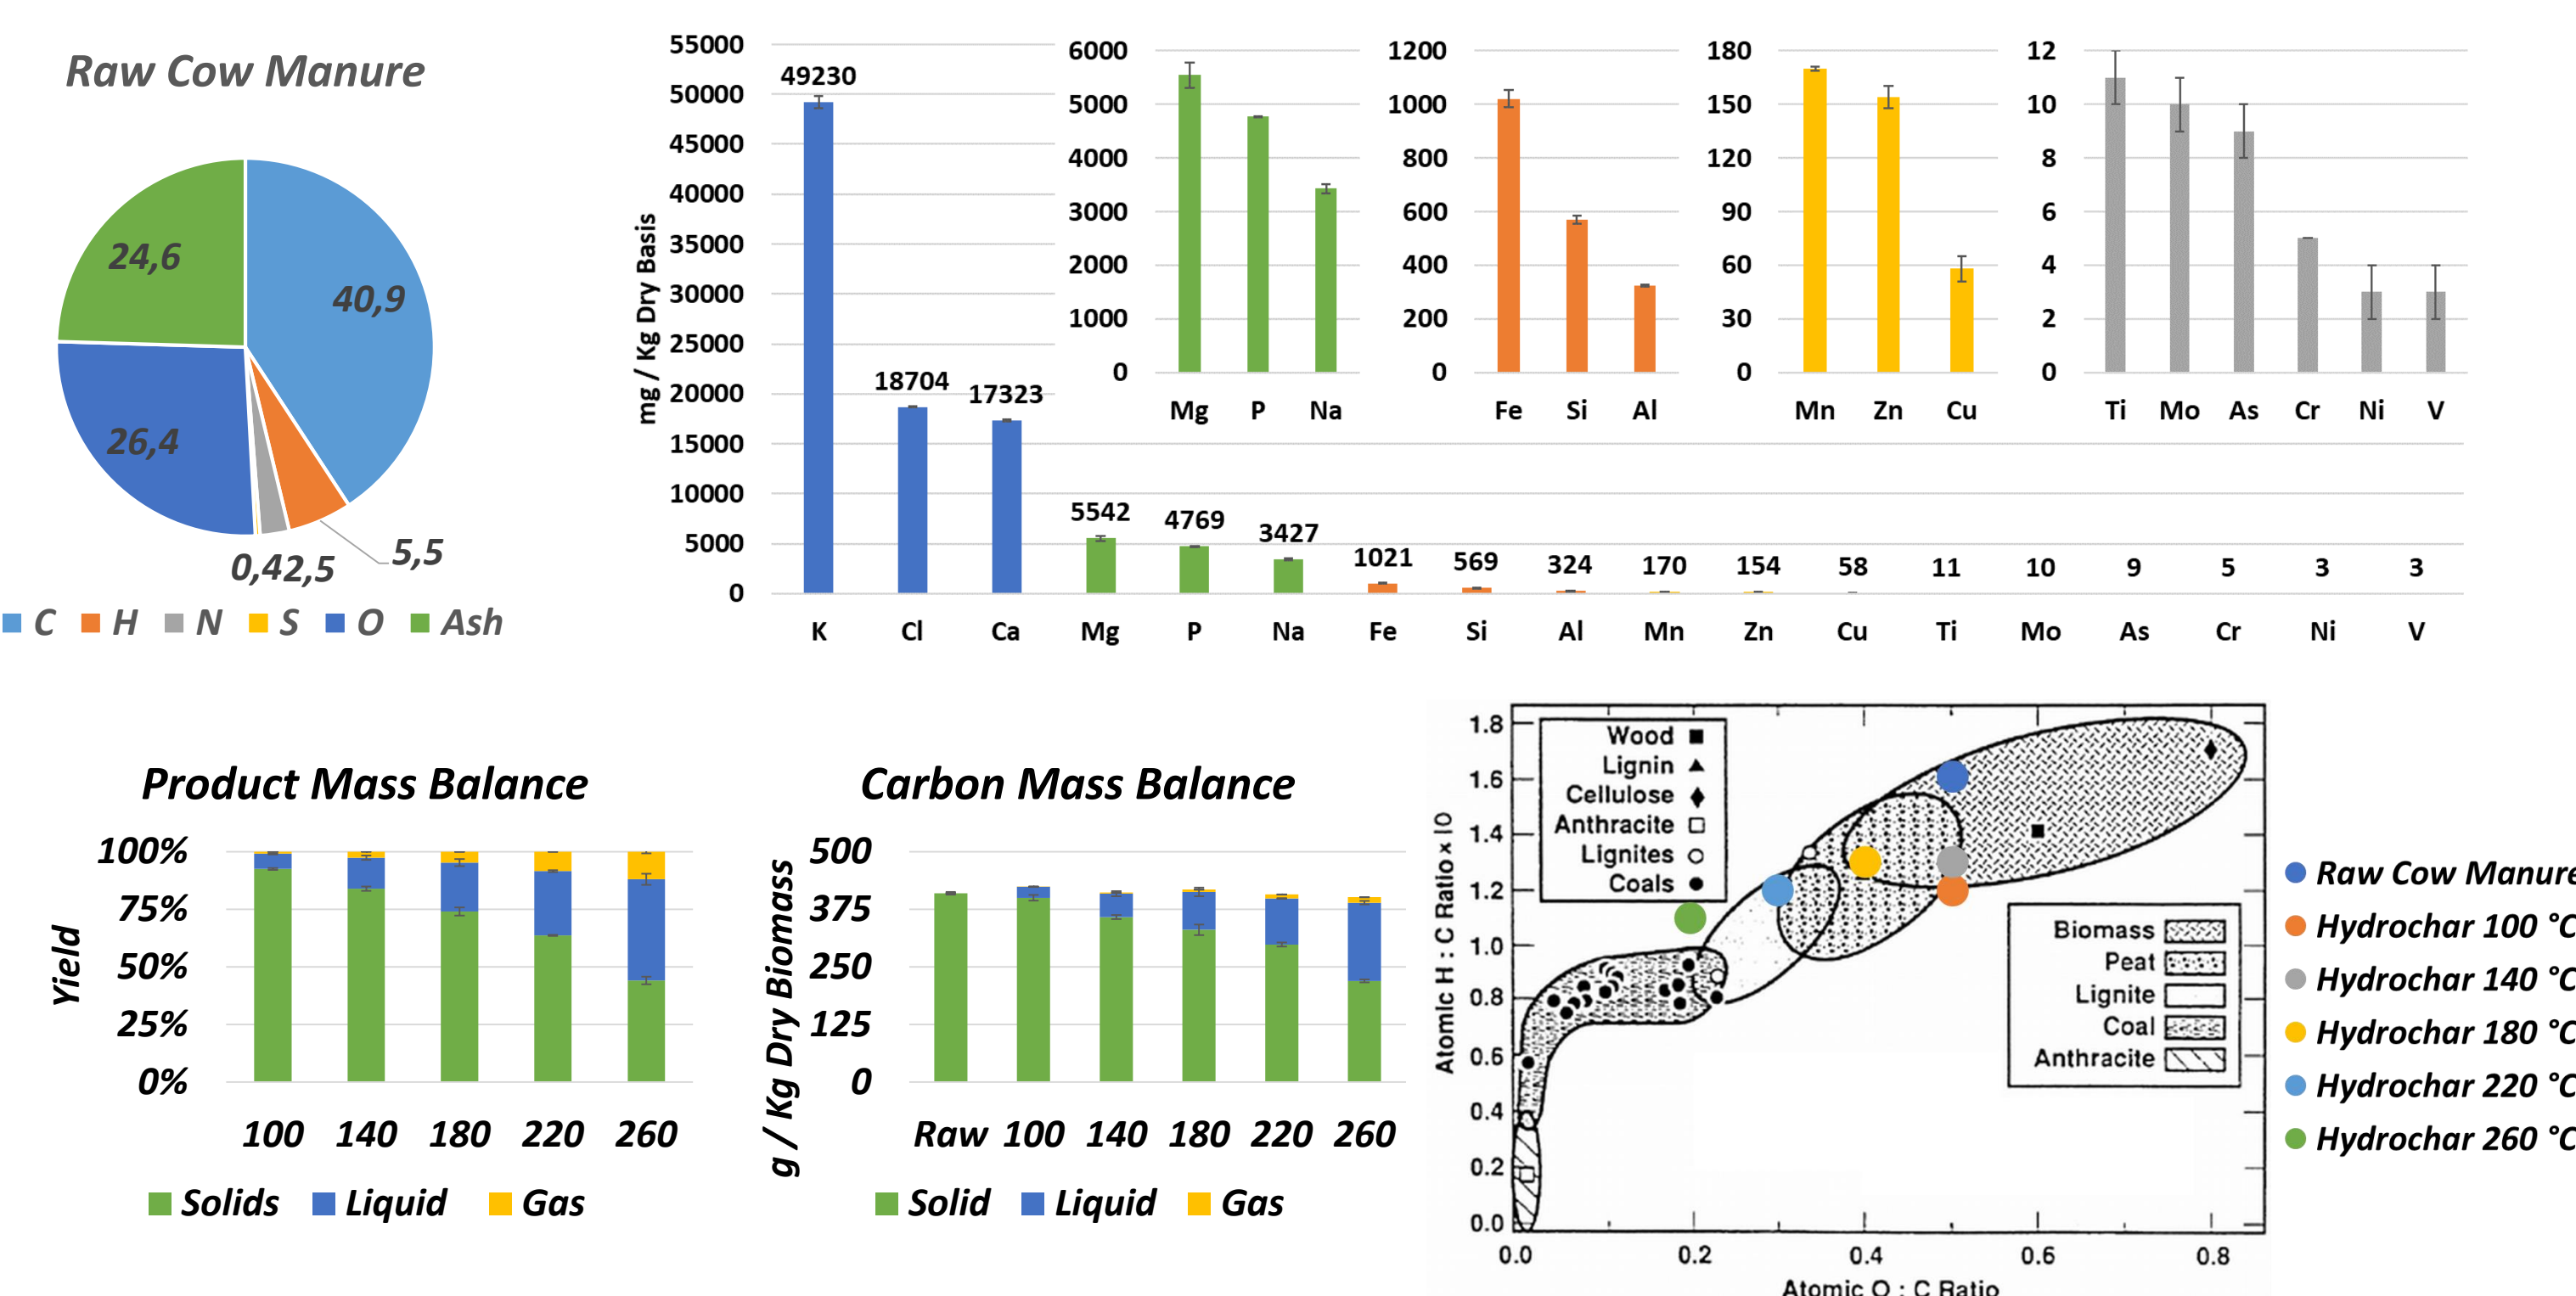 Raw Cow Manure
24,6
40,9
26,4
5,5
0,42,5
C H N S O Ash
mg / Kg Dry Basis
55000
50000
45000
40000
35000
30000
25000
20000
15000
10000
5000
0
49230
18704
17323
5542
4769
3427
1021
569
324
170
154
58
11
10
9
5
3
3
K Cl Ca Mg P Na Fe Si Al Mn Zn Cu Ti Mo As Cr Ni V
6000
5000
4000
3000
2000
1000
0
Mg P Na
1200
1000
800
600
400
200
0
Fe Si Al
180
150
120
90
60
30
0
Mn Zn Cu
12
10
8
6
4
2
0
Ti Mo As Cr Ni V
Product Mass Balance
Yield
100%
75%
50%
25%
0%
100 140 180 220 260
Solids Liquid Gas
Carbon Mass Balance
g / Kg Dry Biomass
500
375
250
125
0
Raw 100 140 180 220 260
Solid Liquid Gas
Atomic H : C Ratio × 10
1.8
1.6
1.4
1.2
1.0
0.8
0.6
0.4
0.2
0.0
Wood
Lignin
Cellulose
Anthracite
Lignites
Coals
Biomass
Peat
Lignite
Coal
Anthracite
0.0 0.2 0.4 0.6 0.8
Atomic O : C Ratio
Raw Cow Manure
Hydrochar 100 °C
Hydrochar 140 °C
Hydrochar 180 °C
Hydrochar 220 °C
Hydrochar 260 °C